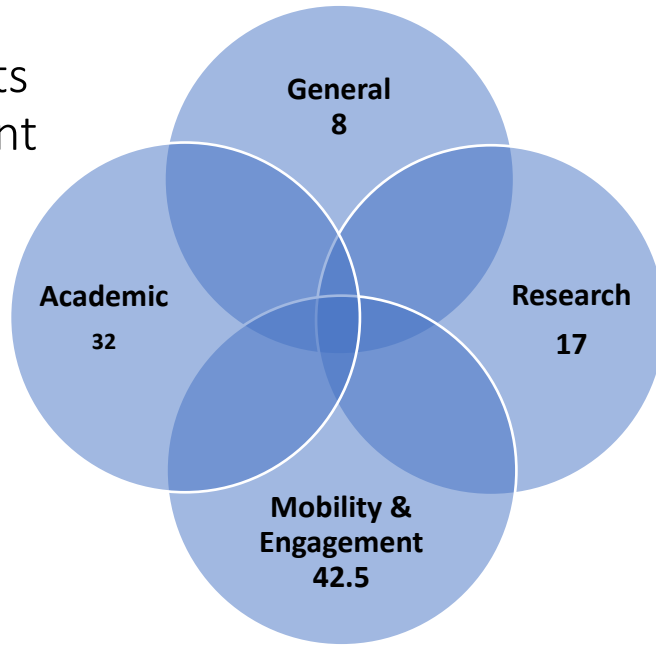 General
8
Academic
32
Research
17
Mobility &
Engagement
42.5